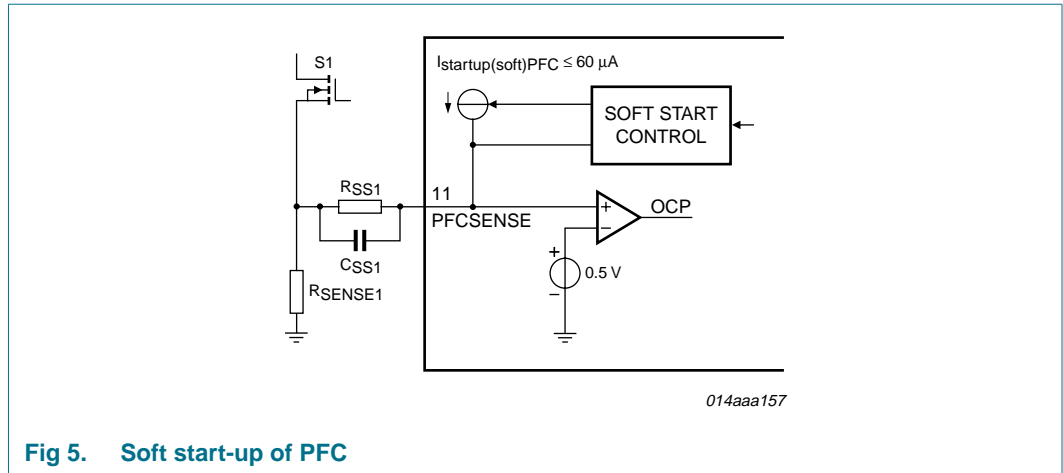 S1
Istartup(soft)PFC ≤ 60 μA
SOFT START
CONTROL
RSS1
11
PFCSENSE
CSS1
RSENSE1
+
−
OCP
+
0.5 V
−
014aaa157
Fig 5. Soft start-up of PFC